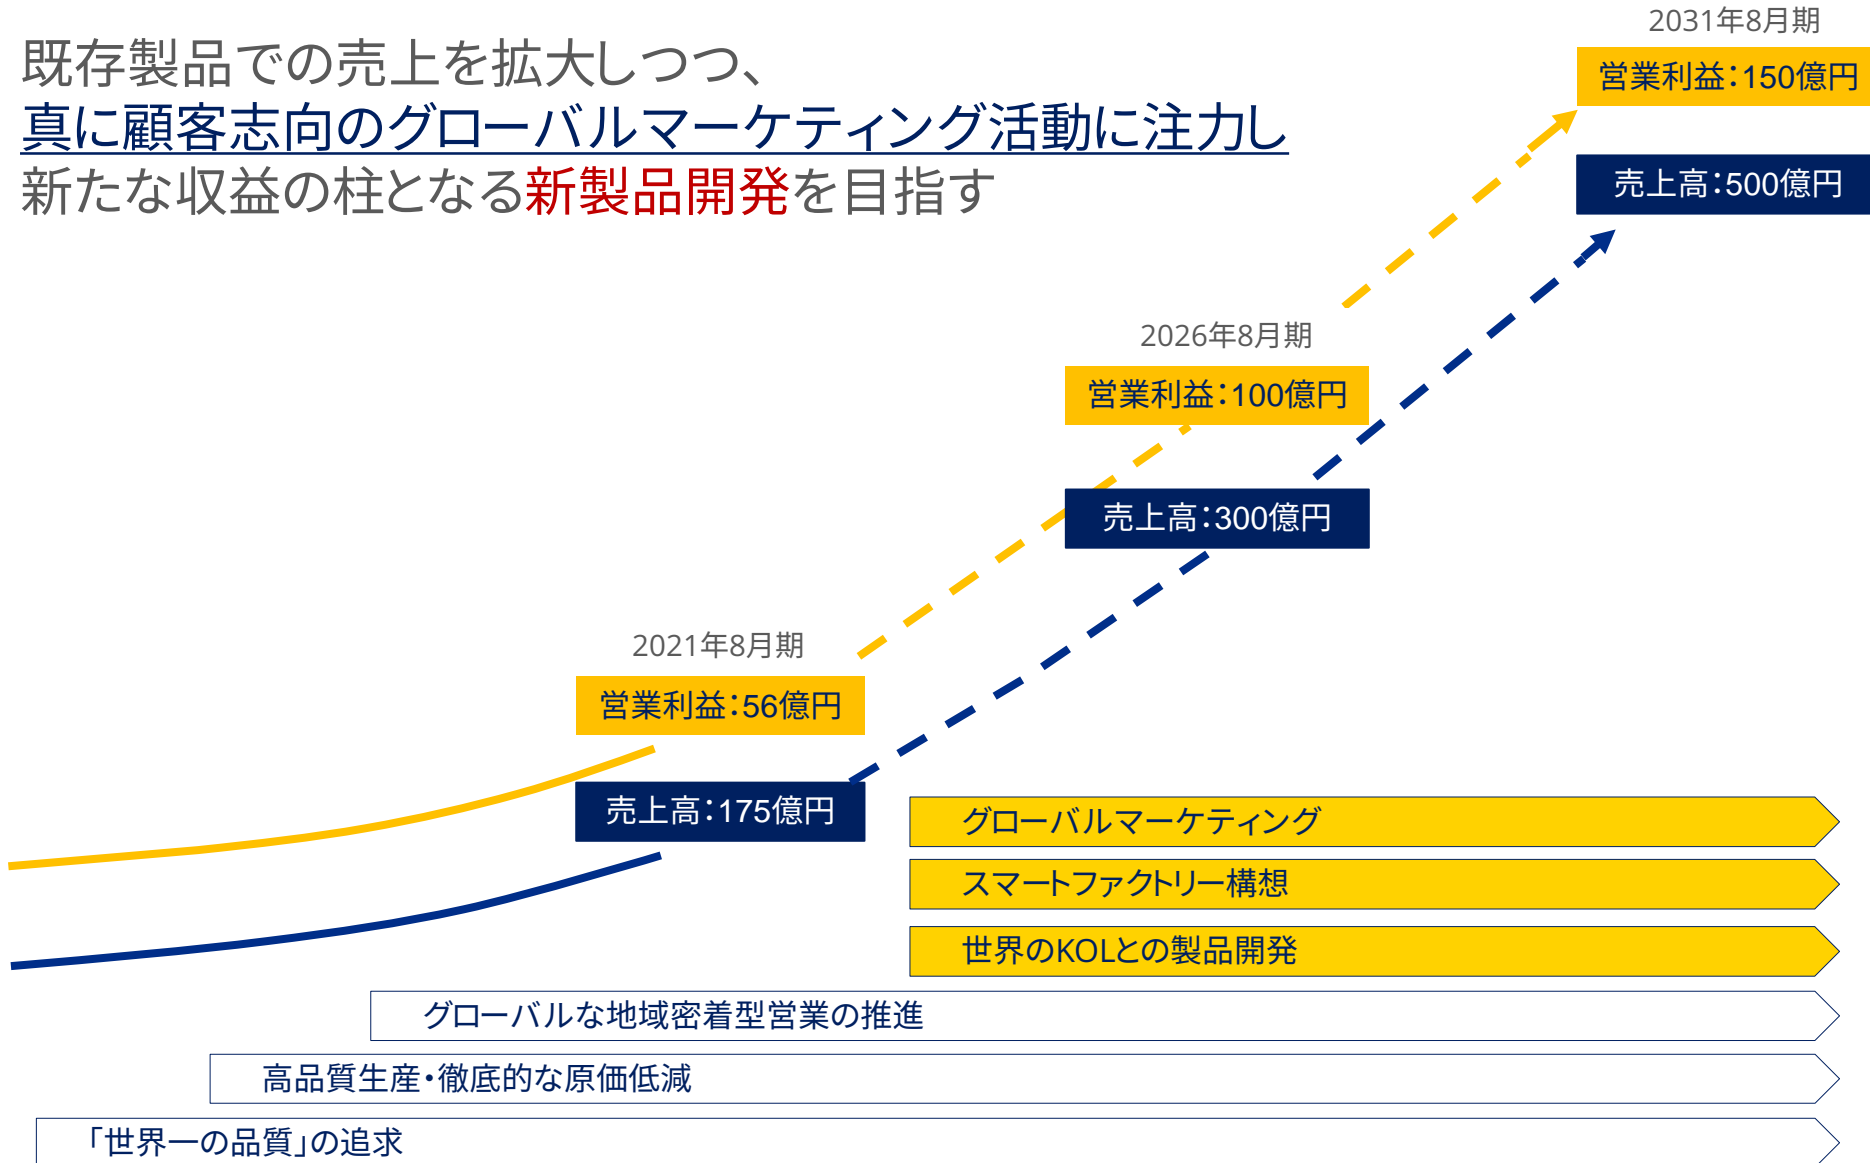 既存製品での売上を拡大しつつ、
真に顧客志向のグローバルマーケティング活動に注力し
新たな収益の柱となる新製品開発を目指す
2031年8月期
営業利益：150億円
売上高：500億円
2026年8月期
営業利益：100億円
売上高：300億円
2021年8月期
営業利益：56億円
売上高：175億円
グローバルマーケティング
スマートファクトリー構想
世界のKOLとの製品開発
グローバルな地域密着型営業の推進
高品質生産・徹底的な原価低減
「世界一の品質」の追求